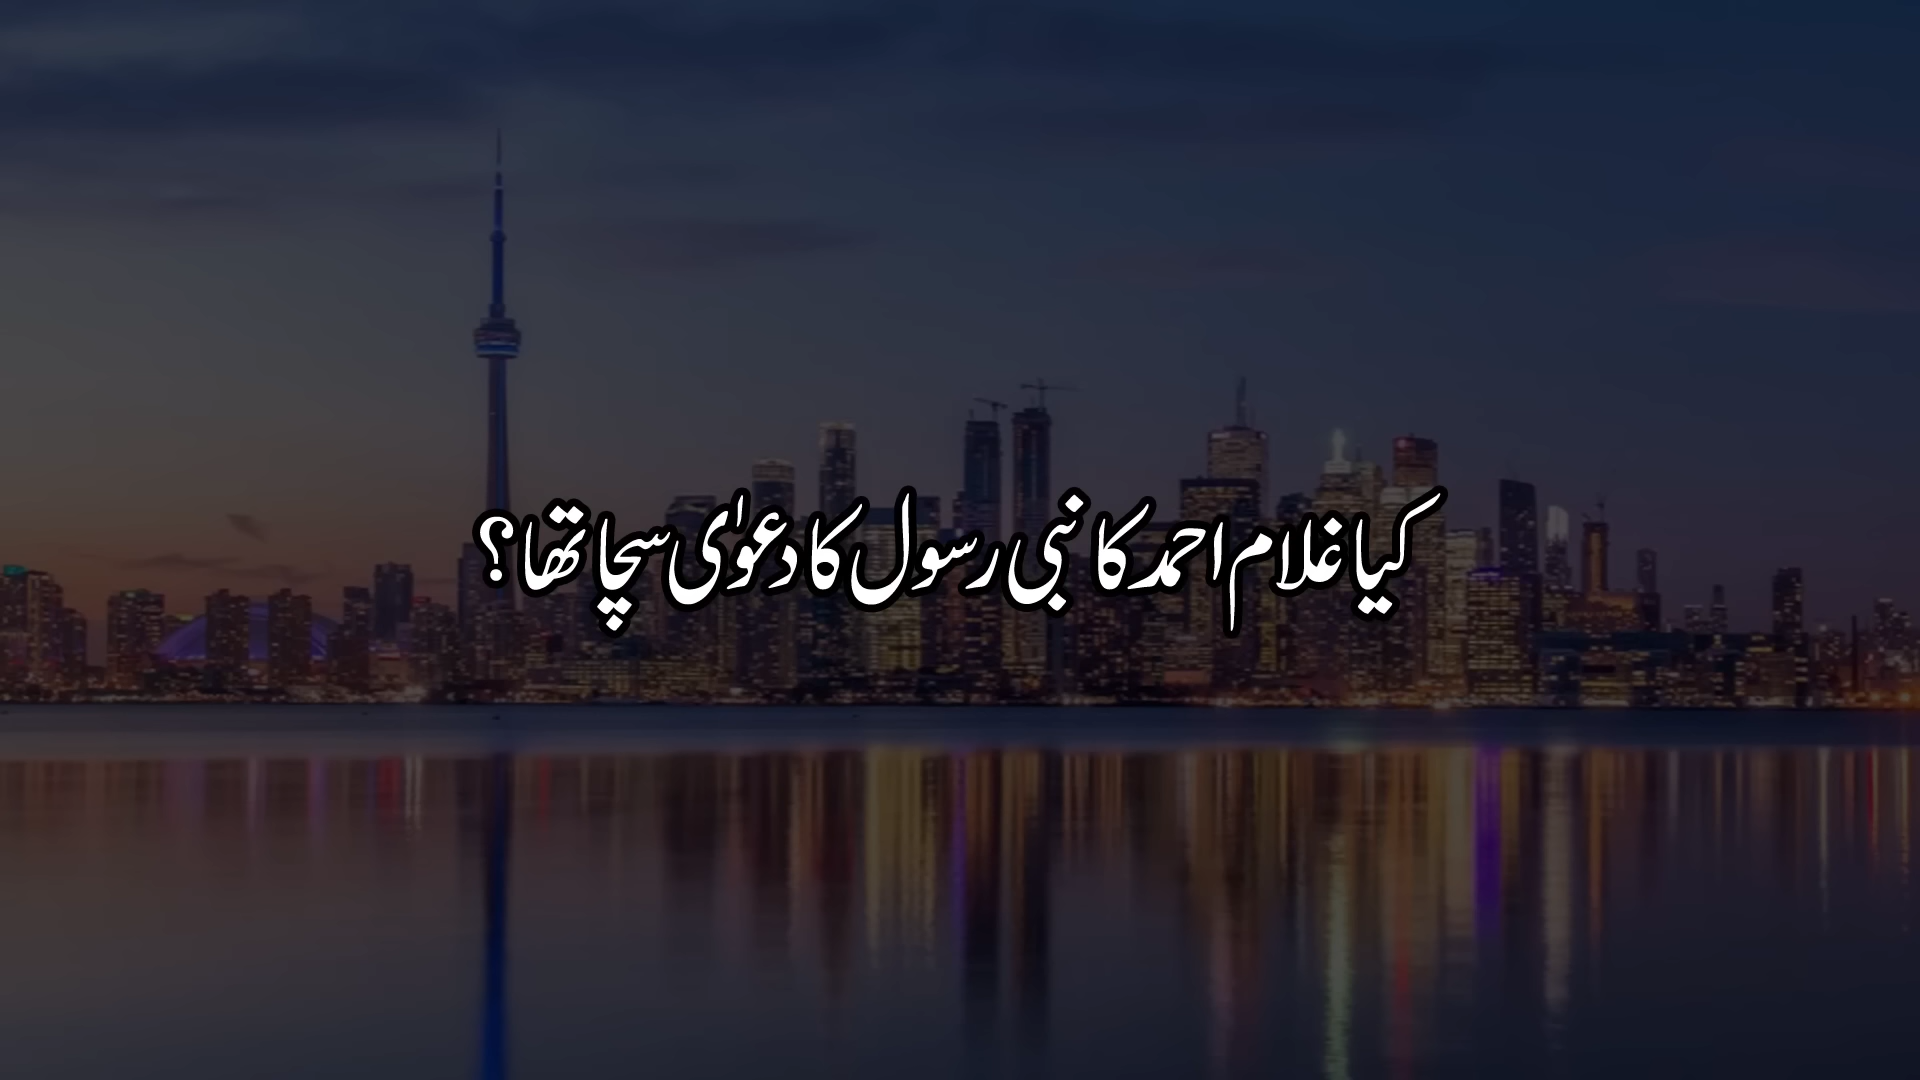 کیا غلام احمد کا نبی رسول کا دعوٰی سچا تھا؟